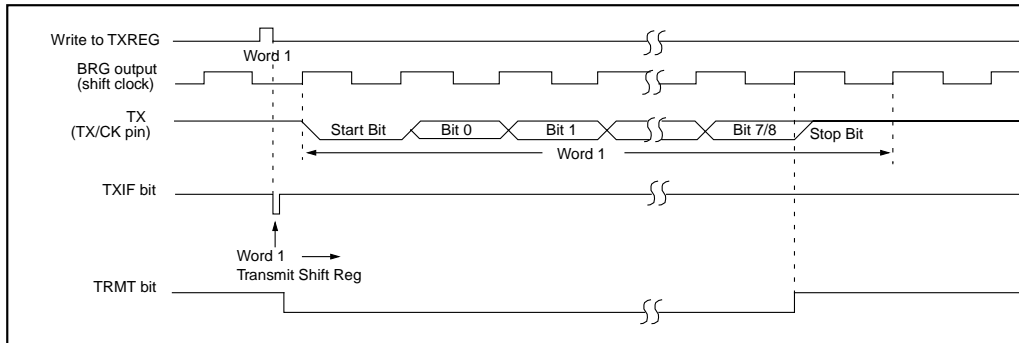 Write to TXREG
Word 1
BRG output
(shift clock)
TX
(TX/CK pin)
Start Bit
Bit 0
Bit 1
Bit 7/8
Stop Bit
Word 1
TXIF bit
Word 1
Transmit Shift Reg
TRMT bit